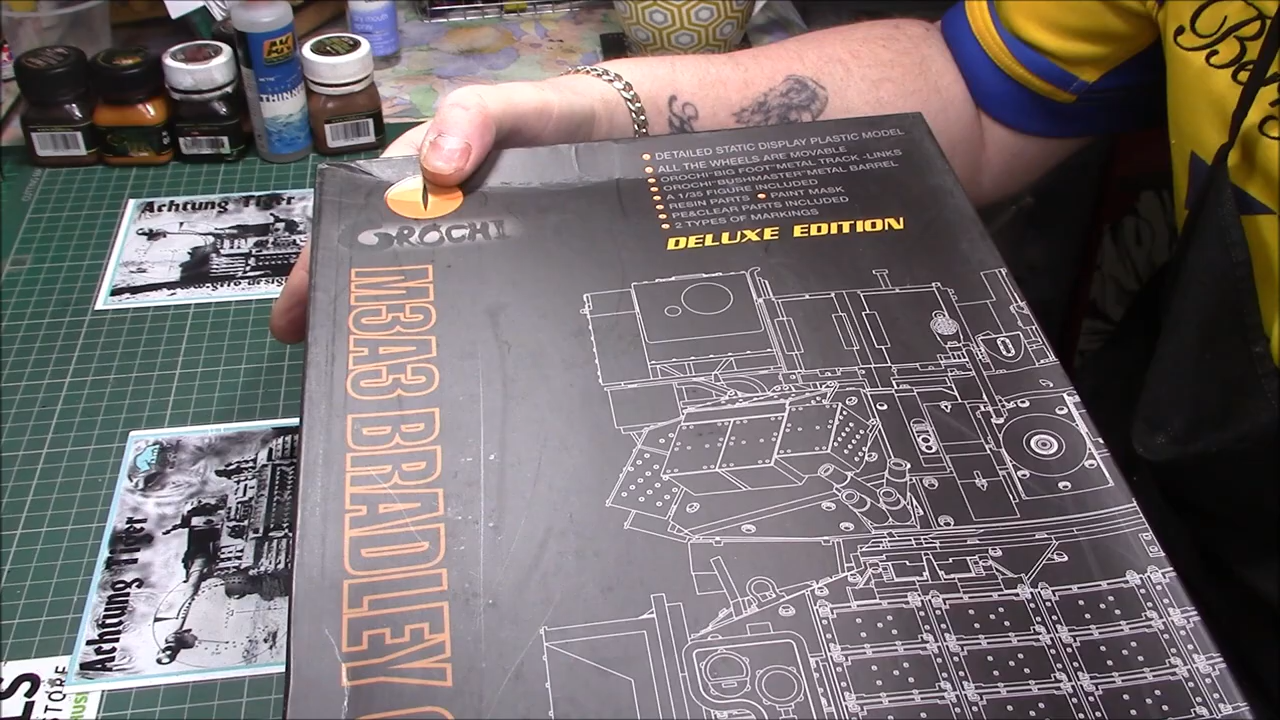 DETAILED STATIC DISPLAY PLASTIC MODEL
ALL THE WHEELS ARE MOVABLE
OROCHI "BIG FOOT" METAL TRACK -LINKS
OROCHI "BUSHMASTER" METAL BARREL
A 1/35 FIGURE INCLUDED
RESIN PARTS PAINT MASK
PE&CLEAR PARTS INCLUDED
2 TYPES OF MARKINGS
DELUXE EDITION
OROCHI
M3A3 BRADLEY
Achtung Tiger
Achtung Tiger
THINNER
AK